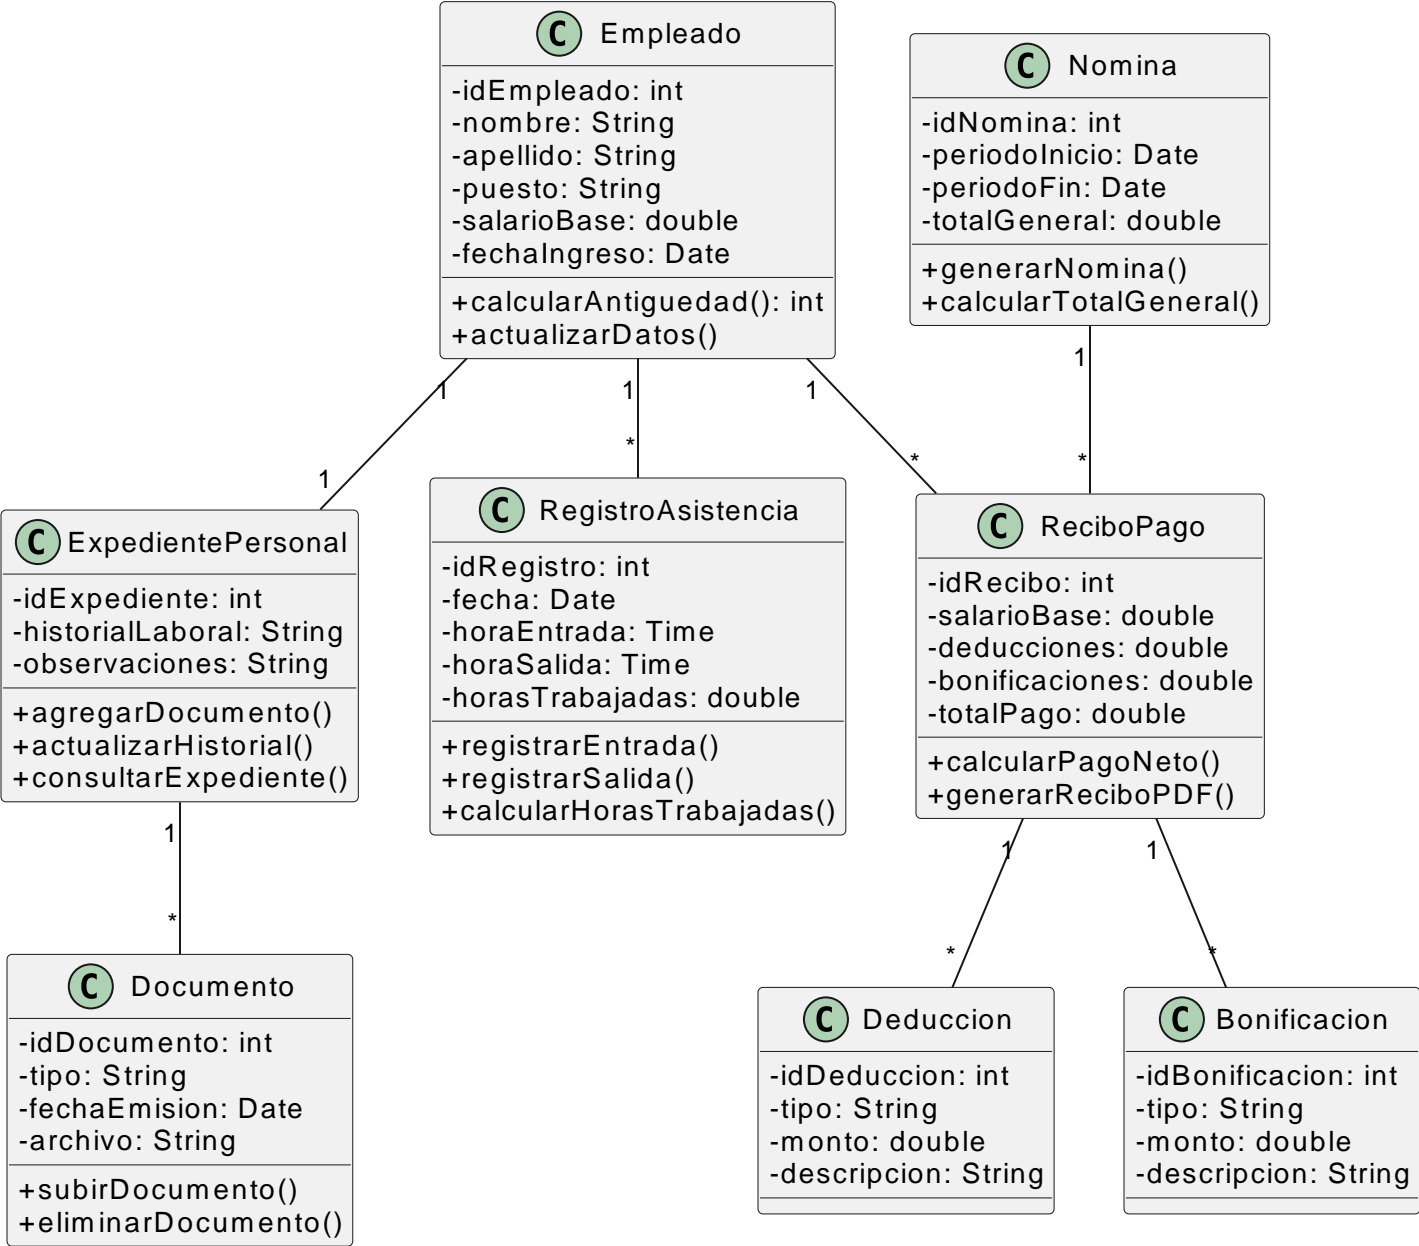 C Empleado
-idEmpleado: int
-nombre: String
-apellido: String
-puesto: String
-salarioBase: double
-fechaIngreso: Date
+calcularAntiguedad(): int
+actualizarDatos()
C Nomina
-idNomina: int
-periodoInicio: Date
-periodoFin: Date
-totalGeneral: double
+generarNomina()
+calcularTotalGeneral()
1
1
1
1
1
*
*
*
1
C ExpedientePersonal
-idExpediente: int
-historialLaboral: String
-observaciones: String
+agregarDocumento()
+actualizarHistorial()
+consultarExpediente()
C RegistroAsistencia
-idRegistro: int
-fecha: Date
-horaEntrada: Time
-horaSalida: Time
-horasTrabajadas: double
+registrarEntrada()
+registrarSalida()
+calcularHorasTrabajadas()
C ReciboPago
-idRecibo: int
-salarioBase: double
-deducciones: double
-bonificaciones: double
-totalPago: double
+calcularPagoNeto()
+generarReciboPDF()
1
*
1
1
*
*
C Documento
-idDocumento: int
-tipo: String
-fechaEmision: Date
-archivo: String
+subirDocumento()
+eliminarDocumento()
C Deduccion
-idDeduccion: int
-tipo: String
-monto: double
-descripcion: String
C Bonificacion
-idBonificacion: int
-tipo: String
-monto: double
-descripcion: String